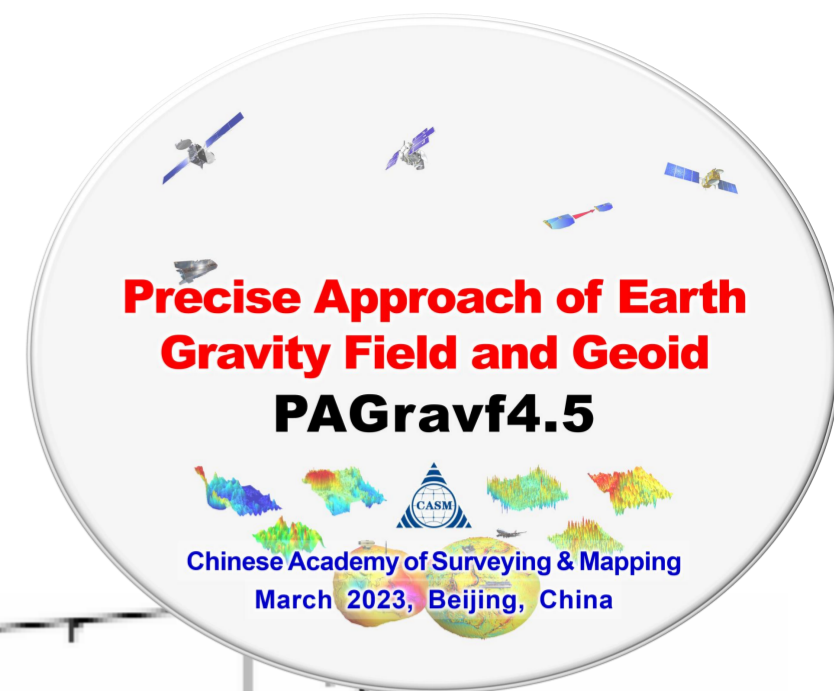 Precise Approach of Earth
Gravity Field and Geoid
PAGravf4.5
CASM
Chinese Academy of Surveying & Mapping
March 2023, Beijing, China